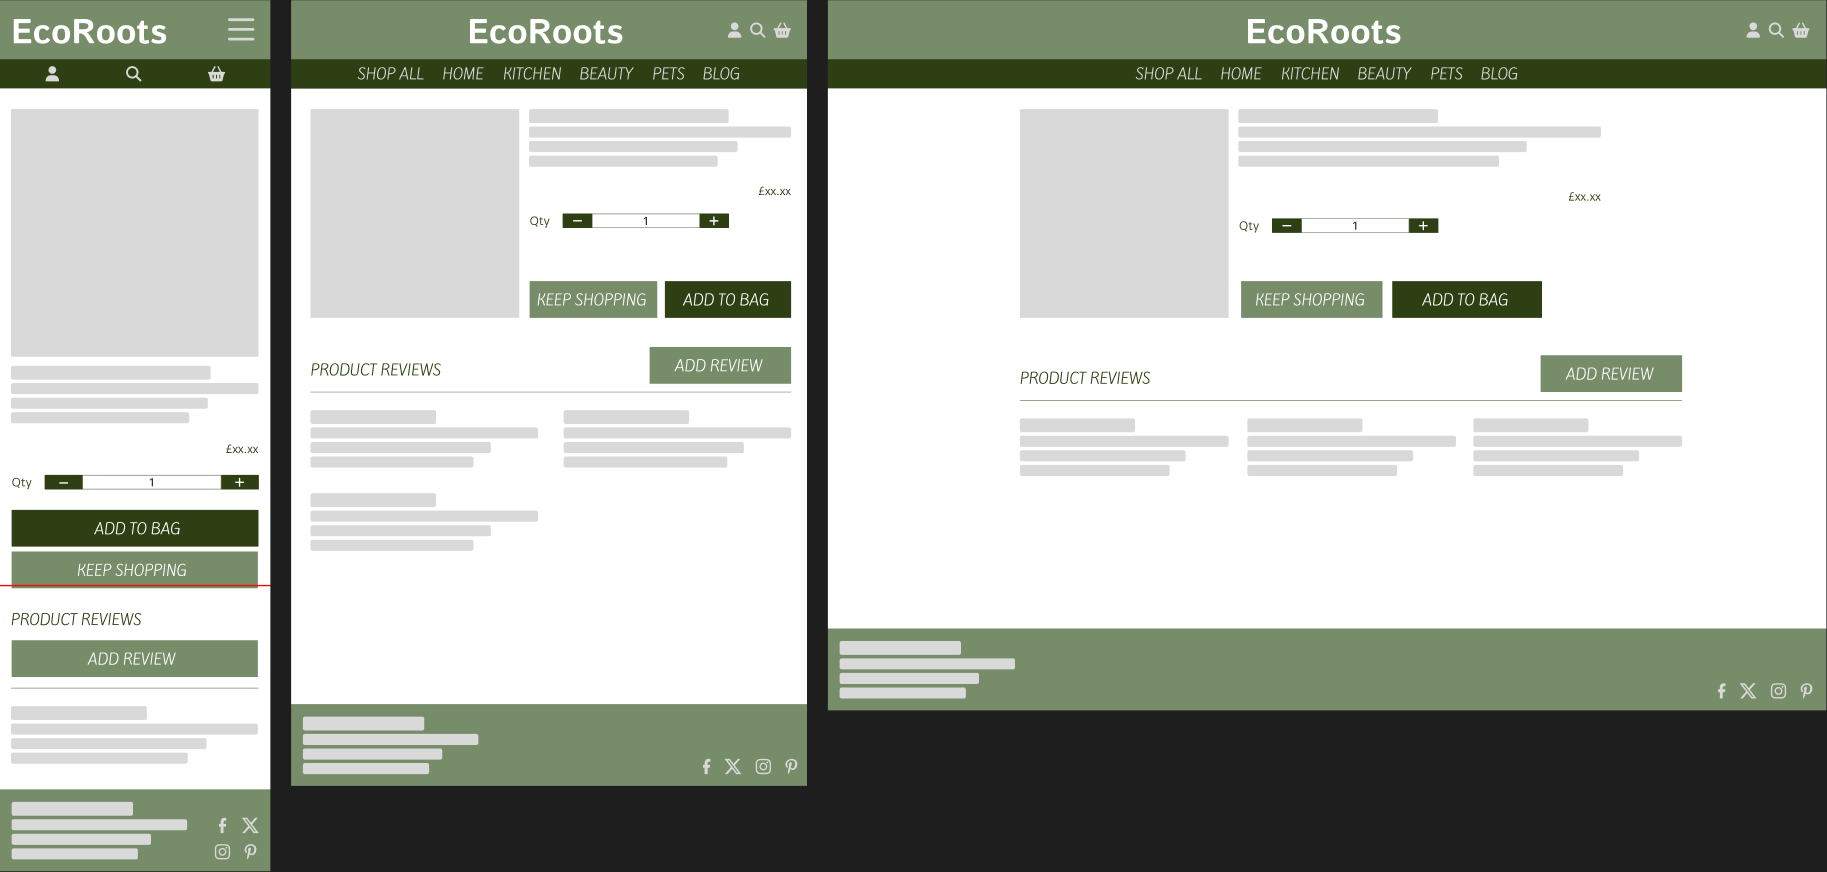 EcoRoots
£xx.xx
Qty − 1 +
ADD TO BAG
KEEP SHOPPING
PRODUCT REVIEWS
ADD REVIEW
EcoRoots
SHOP ALL HOME KITCHEN BEAUTY PETS BLOG
£xx.xx
Qty − 1 +
KEEP SHOPPING ADD TO BAG
PRODUCT REVIEWS ADD REVIEW
EcoRoots
SHOP ALL HOME KITCHEN BEAUTY PETS BLOG
£xx.xx
Qty − 1 +
KEEP SHOPPING ADD TO BAG
PRODUCT REVIEWS ADD REVIEW